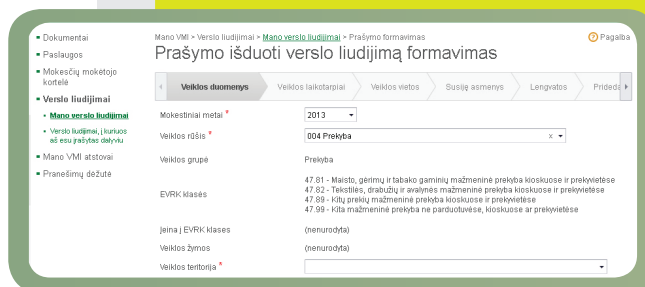 Dokumentai
Paslaugos
Mokesčių mokėtojo
kortelė
Verslo liudijimai
Mano verslo liudijimai
Verslo liudijimai, į kuriuos
aš esu įrašytas dalyviu
Mano VMI atstovai
Pranešimų dėžutė
Mano VMI > Verslo liudijimai > Mano verslo liudijimai > Prašymo formavimas
Pagalba
Prašymo išduoti verslo liudijimą formavimas
Veiklos duomenys
Veiklos laikotarpiai
Veiklos vietos
Susiję asmenys
Lengvatos
Prideda
Mokestiniai metai *
2013
Veiklos rūšis *
004 Prekyba
x
Veiklos grupė
Prekyba
EVRK klasės
47.81 - Maisto, gėrimų ir tabako gaminių mažmeninė prekyba kioskuose ir prekyvietėse
47.82 - Tekstilės, drabužių ir avalynės mažmeninė prekyba kioskuose ir prekyvietėse
47.89 - Kitų prekių mažmeninė prekyba kioskuose ir prekyvietėse
47.99 - Kita mažmeninė prekyba ne parduotuvėse, kioskuose ar prekyvietėse
Įeina į EVRK klases
(nenurodyta)
Veiklos žymos
(nenurodyta)
Veiklos teritorija *